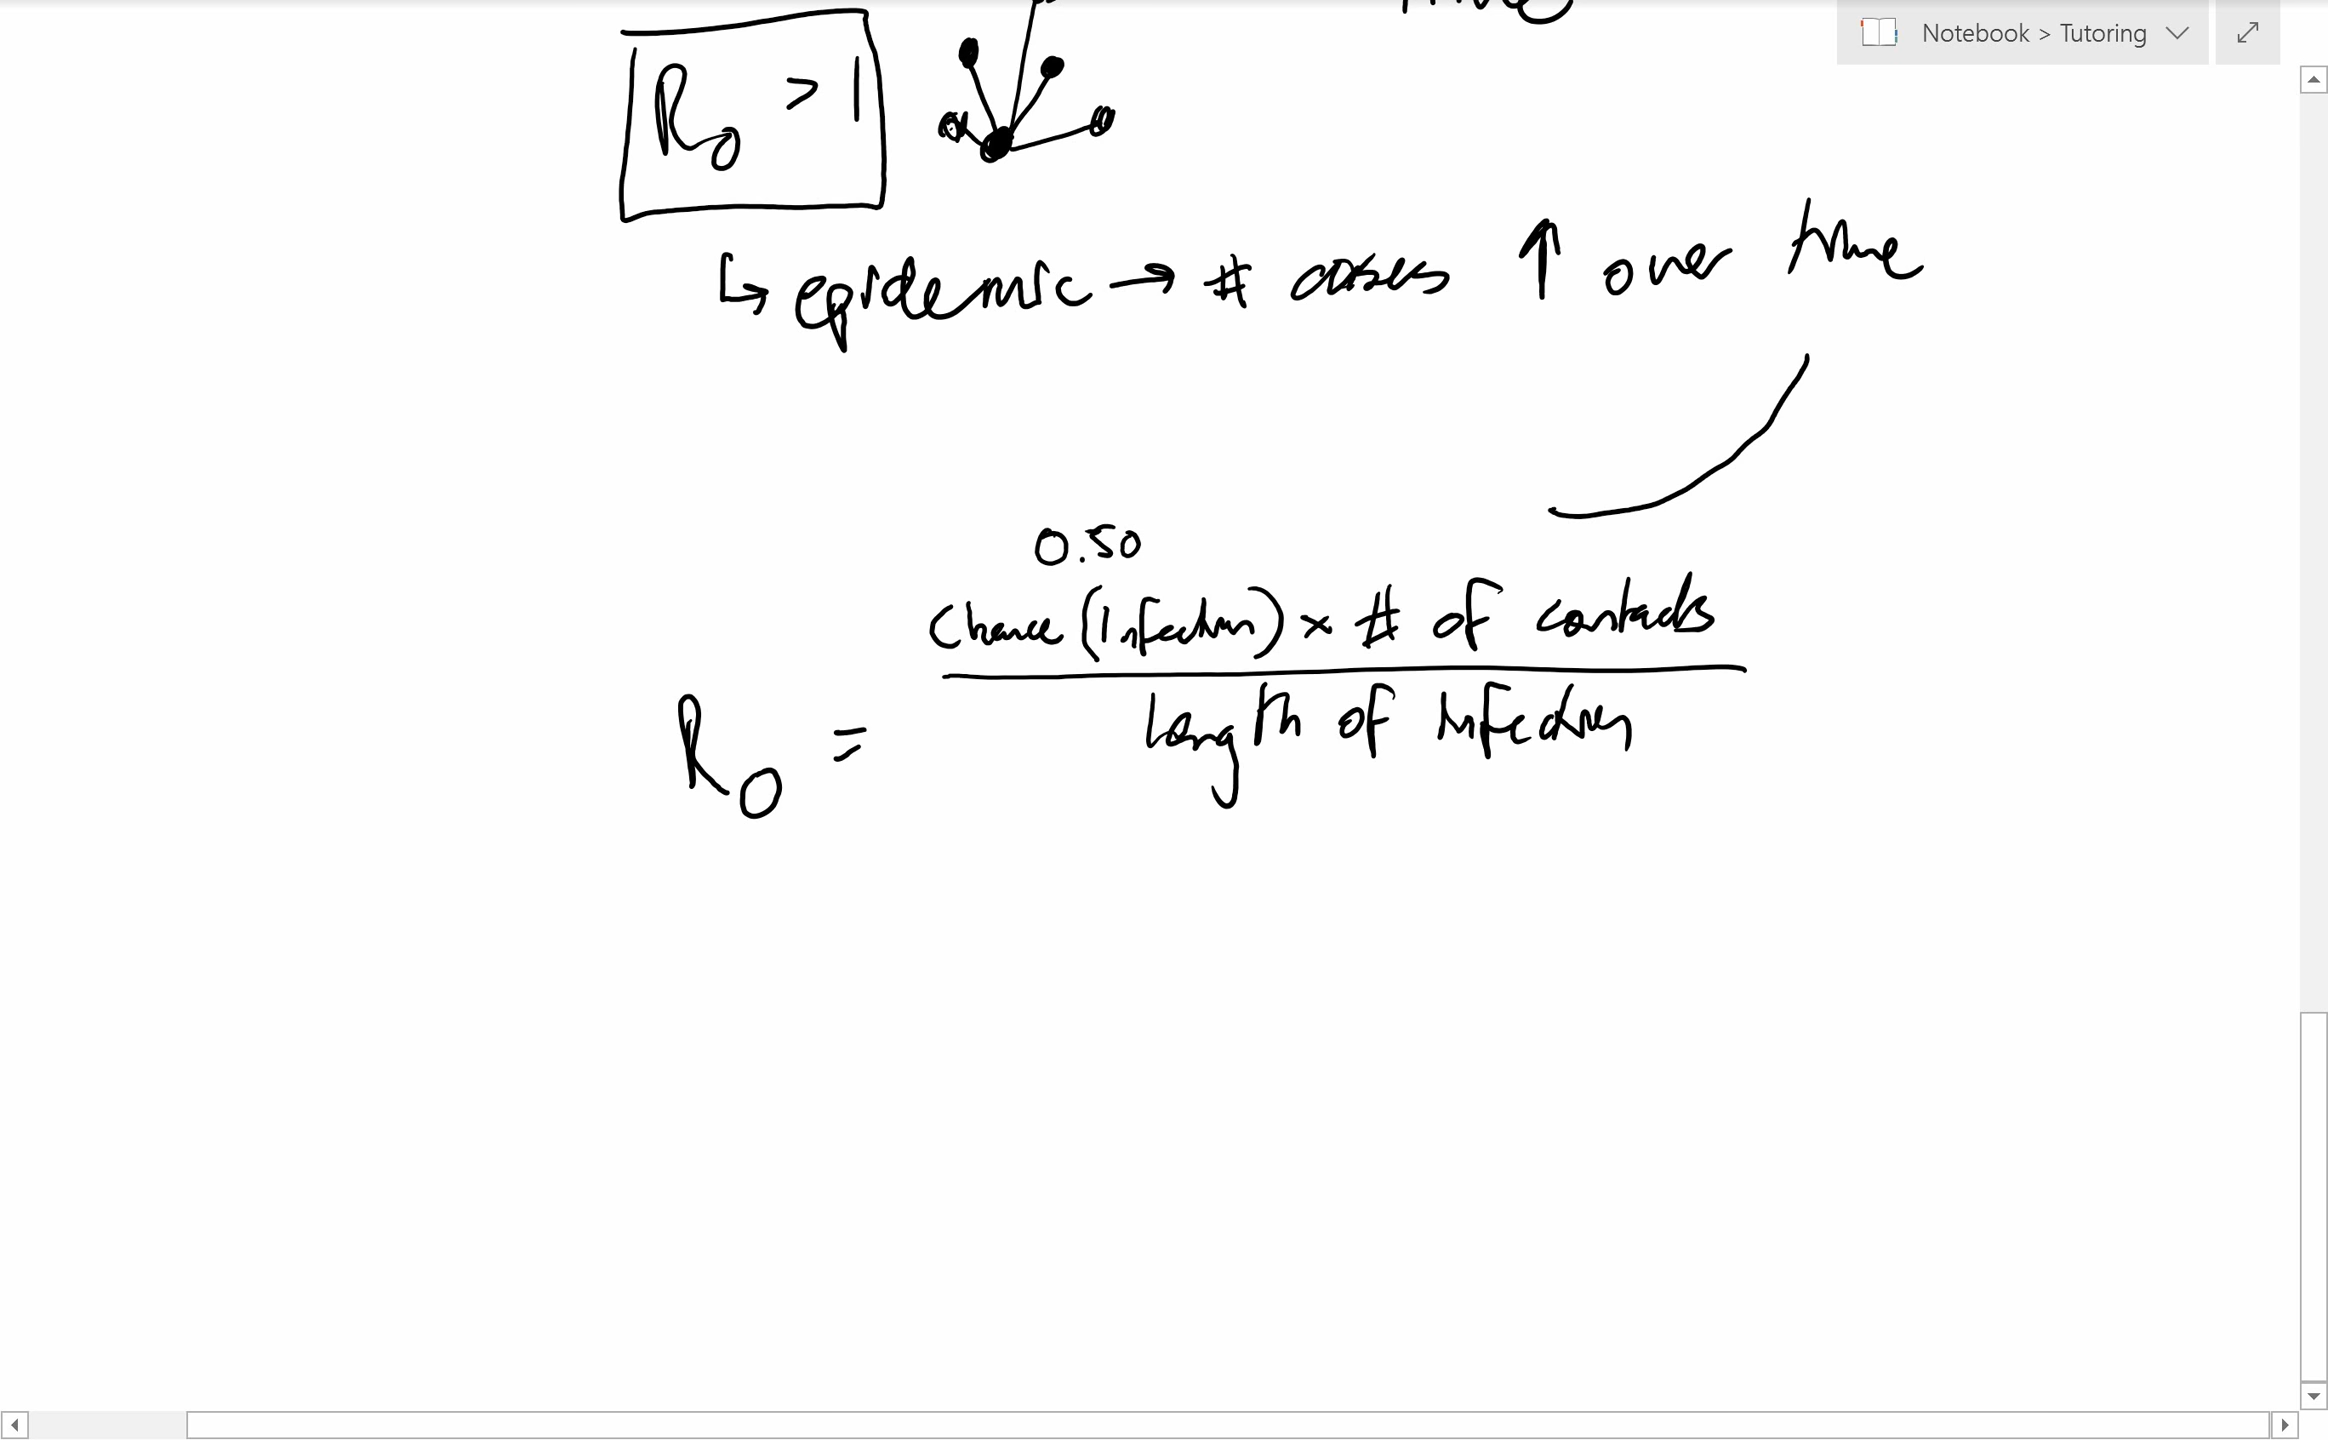 Notebook > Tutoring
R₀ > 1
↳ epidemic → # cases ↑ over time
0.50
Chance (Infection) × # of contacts
R₀ =
length of infection